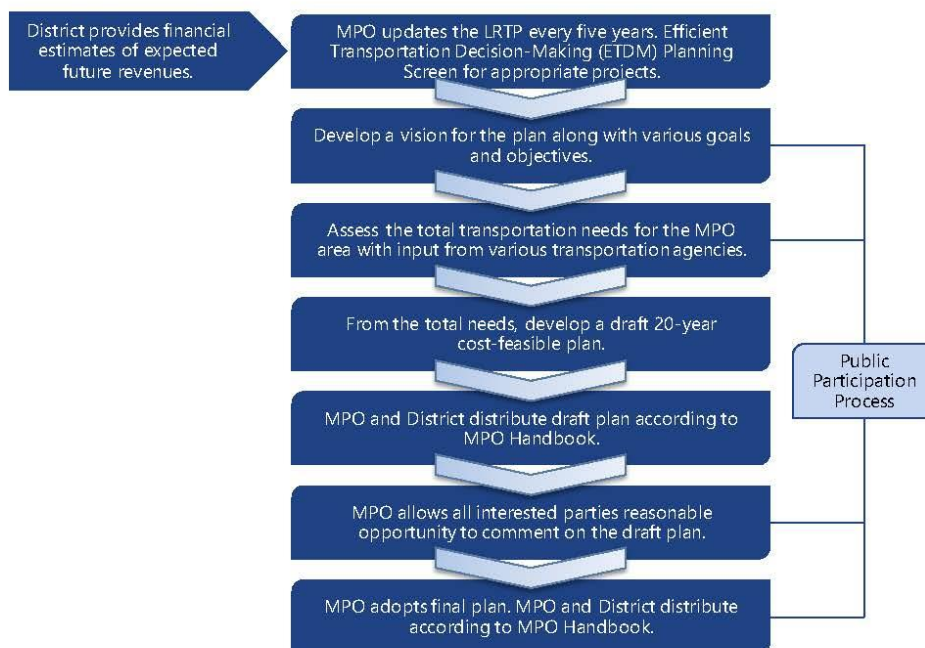 District provides financial
estimates of expected
future revenues.
MPO updates the LRTP every five years. Efficient
Transportation Decision-Making (ETDM) Planning
Screen for appropriate projects.
Develop a vision for the plan along with various goals
and objectives.
Assess the total transportation needs for the MPO
area with input from various transportation agencies.
From the total needs, develop a draft 20-year
cost-feasible plan.
MPO and District distribute draft plan according to
MPO Handbook.
MPO allows all interested parties reasonable
opportunity to comment on the draft plan.
MPO adopts final plan. MPO and District distribute
according to MPO Handbook.
Public
Participation
Process